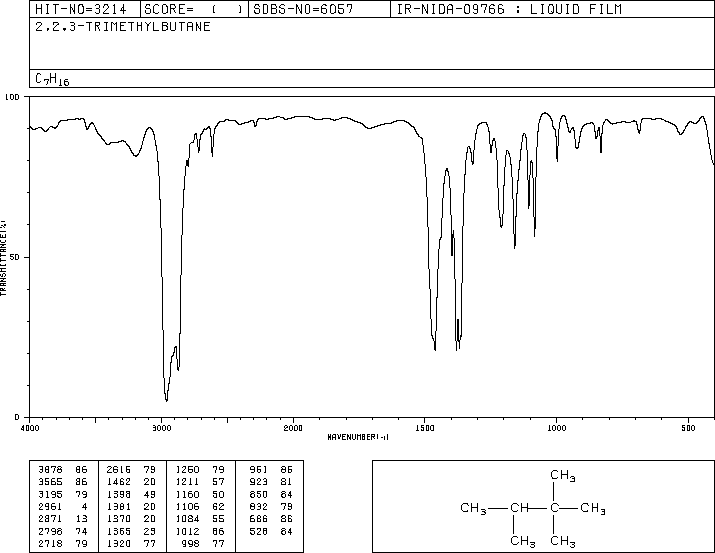 HIT-NO=3214 SCORE= ( ) SDBS-NO=6057 IR-NIDA-09766 : LIQUID FILM
2.2.3-TRIMETHYLBUTANE
C7H16
100
50
0
TRANSMITTANCE(%)
4000 3000 2000 1500 1000 500
WAVENUMBER(-1)
3878 86 2615 79 1250 79 951 86
3565 86 1462 20 1211 57 923 81
3195 79 1398 49 1160 50 850 84
2961 4 1381 20 1106 62 832 79
2871 13 1370 20 1084 55 686 86
2798 74 1365 29 1012 86 528 84
2718 79 1320 77 998 77
CH3
CH3 CH C CH3
CH3 CH3